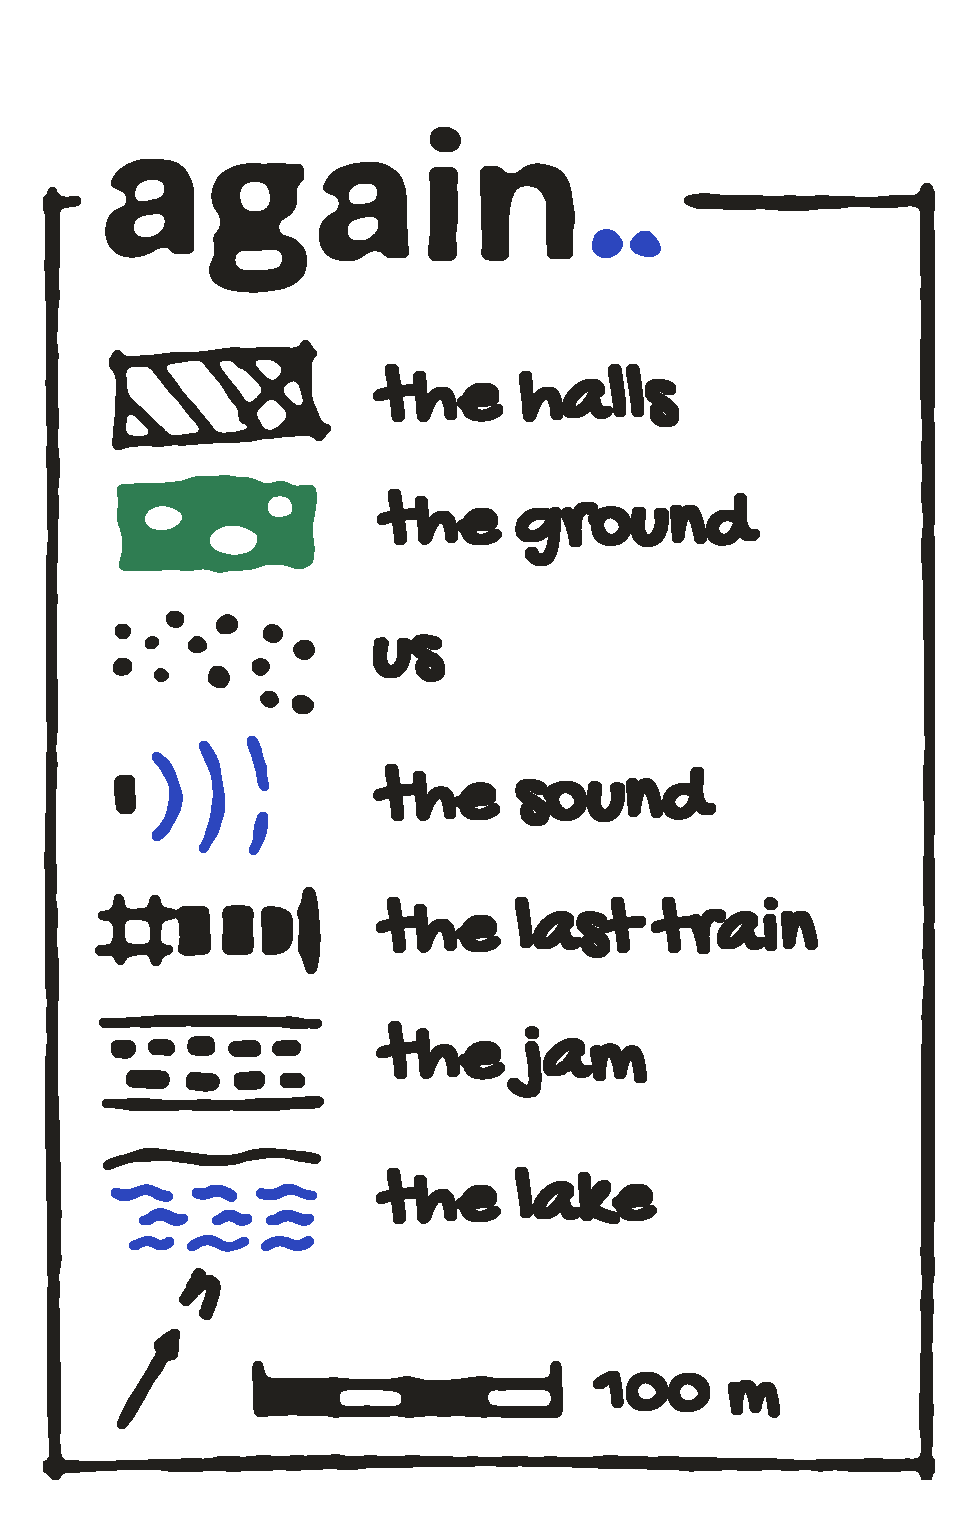 again..
the halls
the ground
us
the sound
the last train
the jam
the lake
n
100 m